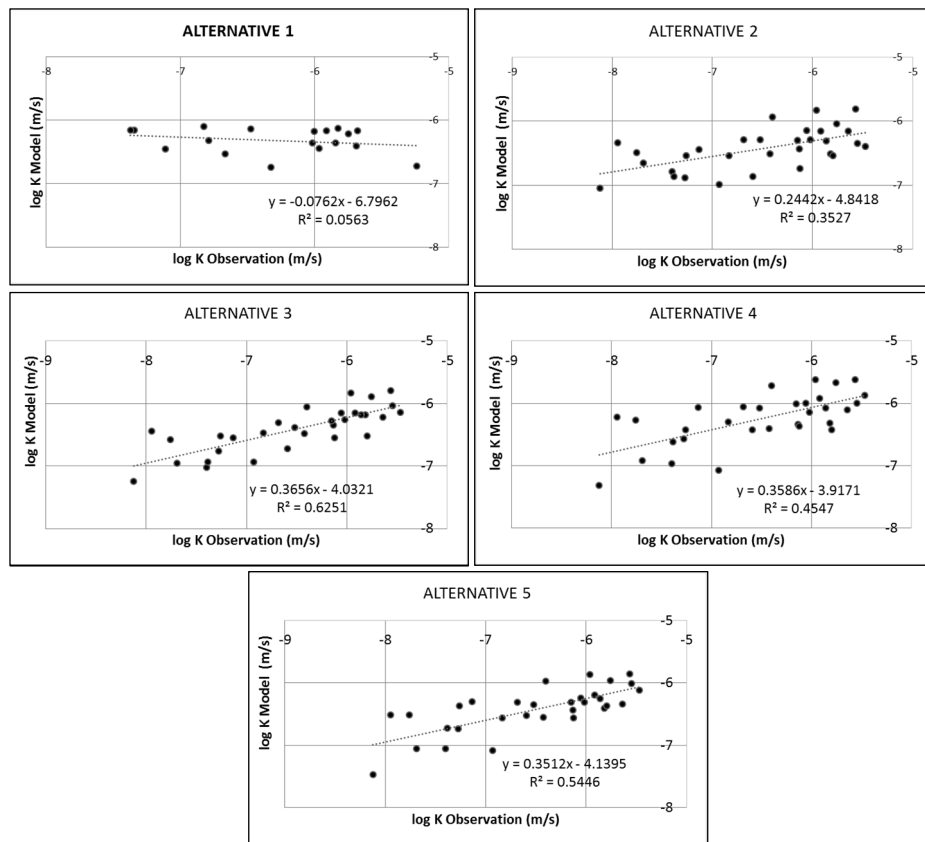 ALTERNATIVE 1
-8 -7 -6 -5
-5
-6
-7
-8
log K Model (m/s)
y = -0.0762x - 6.7962
R² = 0.0563
log K Observation (m/s)
ALTERNATIVE 2
-9 -8 -7 -6 -5
-5
-6
-7
-8
log K Model (m/s)
y = 0.2442x - 4.8418
R² = 0.3527
log K Observation (m/s)
ALTERNATIVE 3
-9 -8 -7 -6 -5
-5
-6
-7
-8
log K Model (m/s)
y = 0.3656x - 4.0321
R² = 0.6251
log K Observation (m/s)
ALTERNATIVE 4
-9 -8 -7 -6 -5
-5
-6
-7
-8
log K Model (m/s)
y = 0.3586x - 3.9171
R² = 0.4547
log K Observation (m/s)
ALTERNATIVE 5
-9 -8 -7 -6 -5
-5
-6
-7
-8
log K Model (m/s)
y = 0.3512x - 4.1395
R² = 0.5446
log K Observation (m/s)